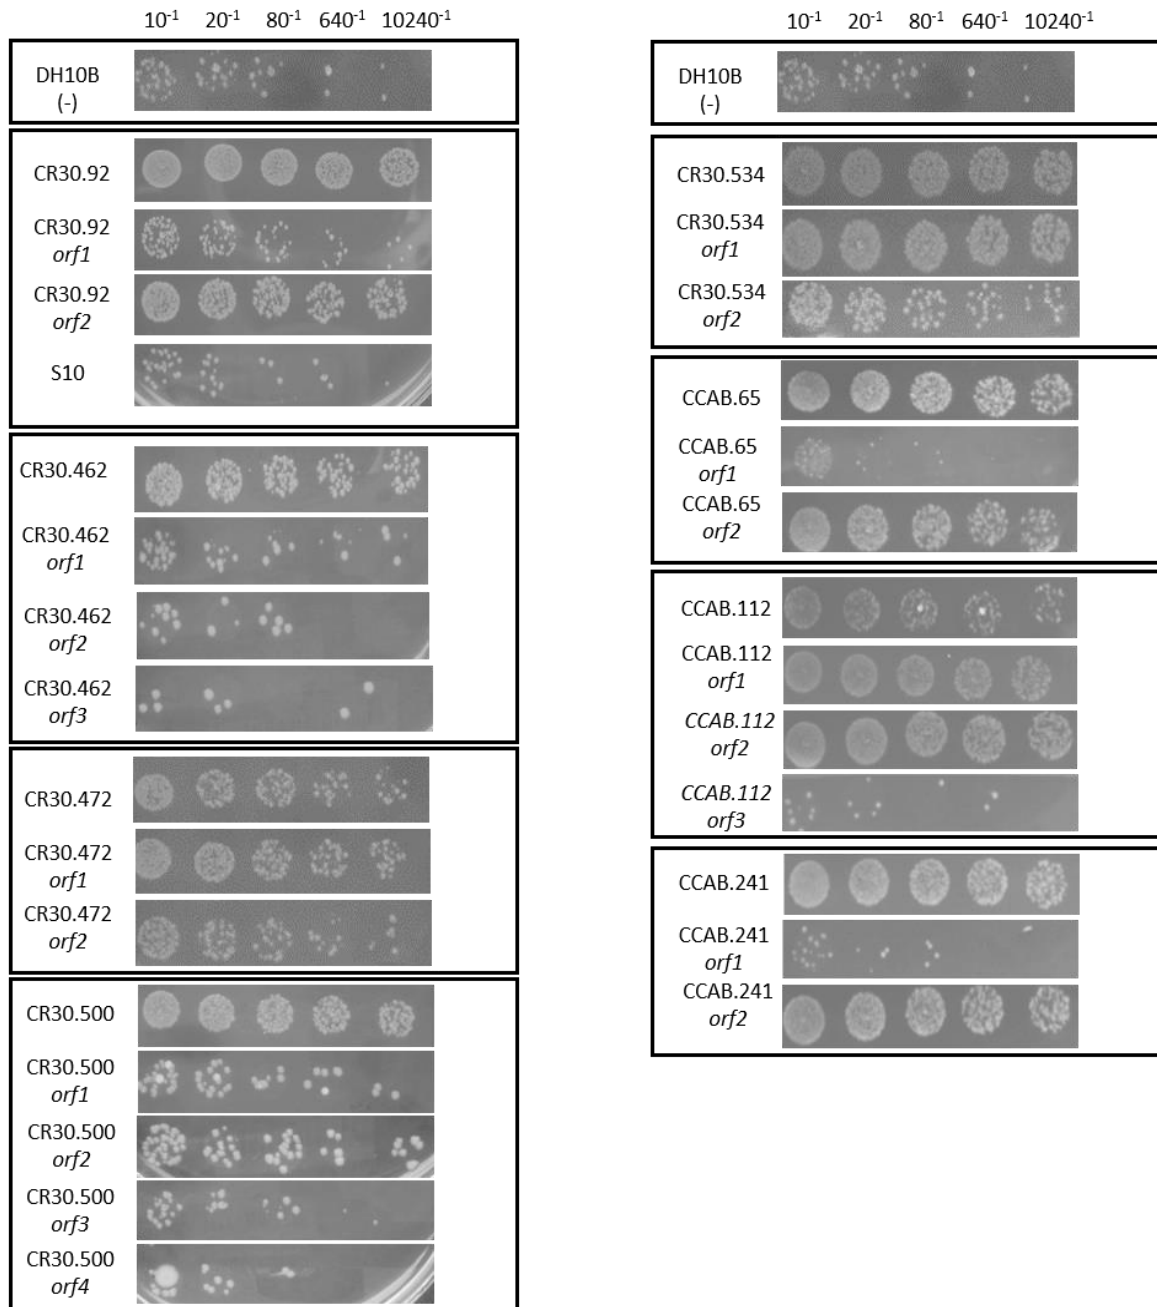 10-1 20-1 80-1 640-1 10240-1
DH10B
(-)
CR30.92
CR30.92
orf1
CR30.92
orf2
S10
CR30.462
CR30.462
orf1
CR30.462
orf2
CR30.462
orf3
CR30.472
CR30.472
orf1
CR30.472
orf2
CR30.500
CR30.500
orf1
CR30.500
orf2
CR30.500
orf3
CR30.500
orf4
10-1 20-1 80-1 640-1 10240-1
DH10B
(-)
CR30.534
CR30.534
orf1
CR30.534
orf2
CCAB.65
CCAB.65
orf1
CCAB.65
orf2
CCAB.112
CCAB.112
orf1
CCAB.112
orf2
CCAB.112
orf3
CCAB.241
CCAB.241
orf1
CCAB.241
orf2